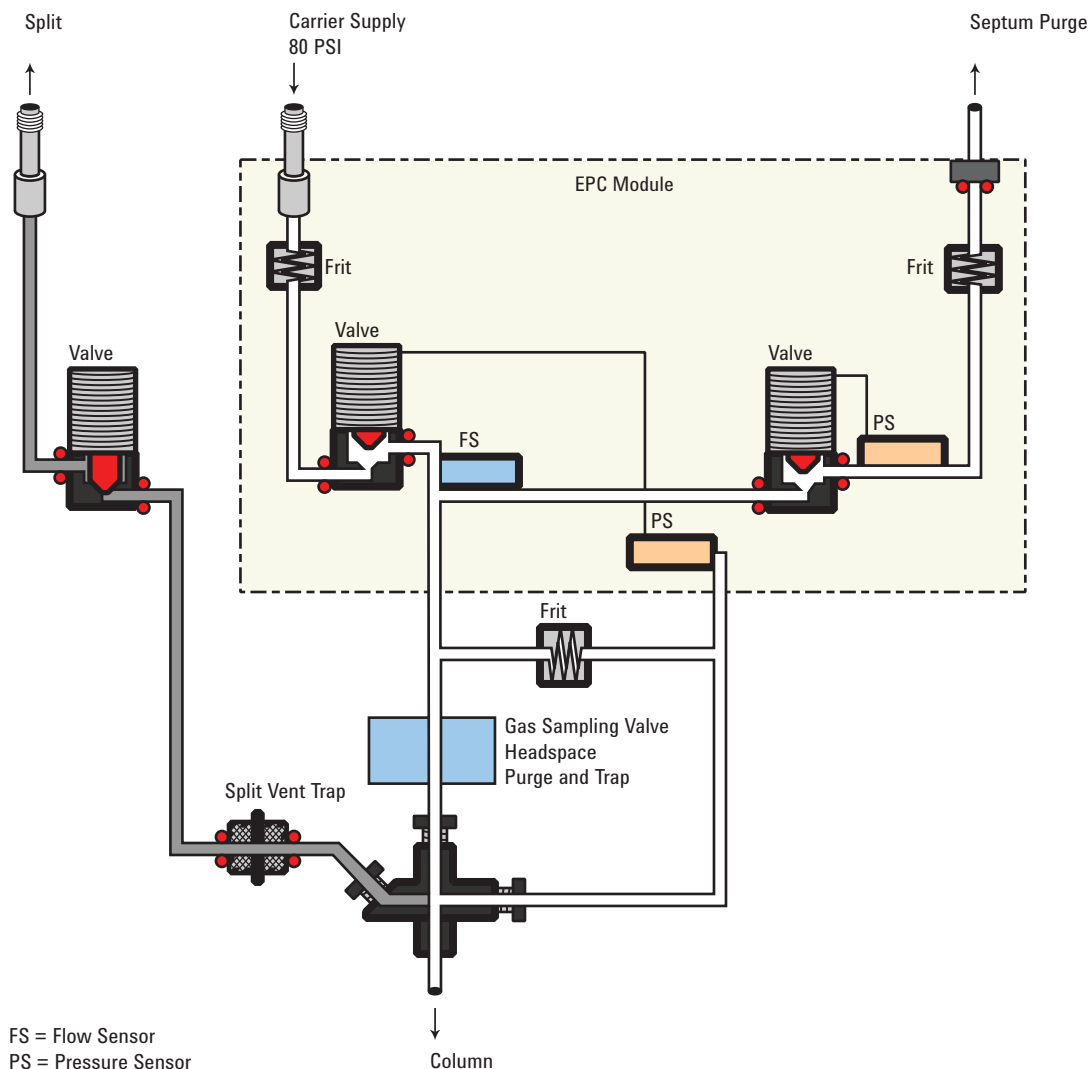 Split
Carrier Supply
80 PSI
Septum Purge
EPC Module
Frit
Frit
Valve
Valve
Valve
FS
PS
PS
Frit
Gas Sampling Valve
Headspace
Purge and Trap
Split Vent Trap
FS = Flow Sensor
PS = Pressure Sensor
Column